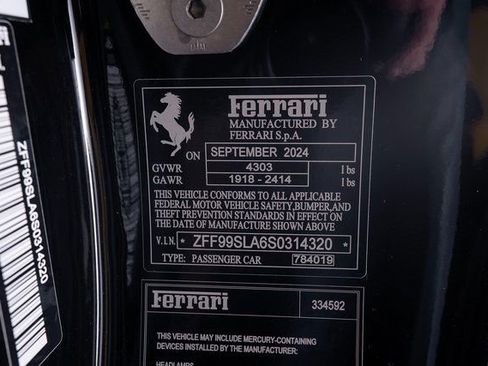 Ferrari
MANUFACTURED BY
FERRARI S.p.A.
ON SEPTEMBER 2024
GVWR 4303 lbs
GAWR 1918 - 2414 lbs
THIS VEHICLE CONFORMS TO ALL APPLICABLE
FEDERAL MOTOR VEHICLE SAFETY,BUMPER,AND
THEFT PREVENTION STANDARDS IN EFFECT ON
THE DATE OF MANUFACTURE SHOWN ABOVE
V.I.N. * ZFF99SLA6S0314320 *
TYPE: PASSENGER CAR 784019
Ferrari 334592
THIS VEHICLE MAY INCLUDE MERCURY-CONTAINING
DEVICES INSTALLED BY THE MANUFACTURER:
HEADLAMPS
ZFF99SLA6S0314320